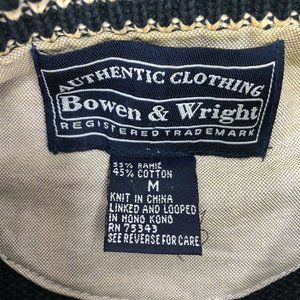 AUTHENTIC CLOTHING
Bowen & Wright
REGISTERED TRADEMARK
55% RAMIE
45% COTTON
M
KNIT IN CHINA
LINKED AND LOOPED
IN HONG KONG
RN 75343
SEE REVERSE FOR CARE